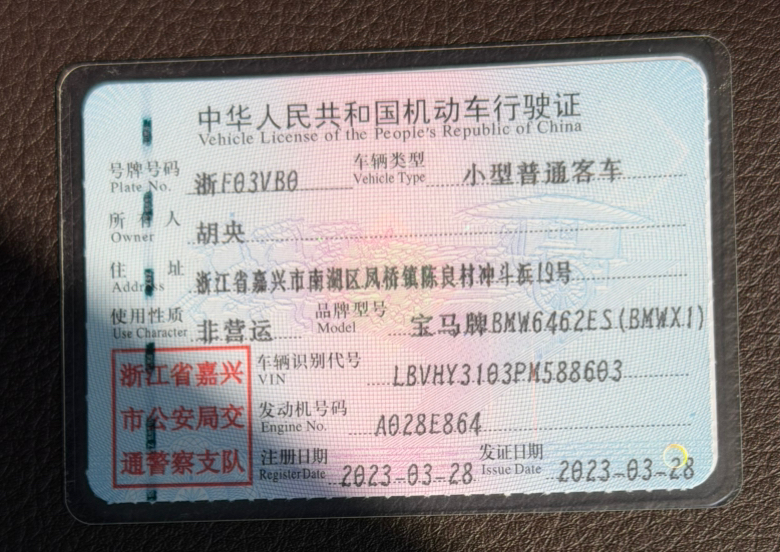 中华人民共和国机动车行驶证
Vehicle License of the People's Republic of China
号牌号码 浙F03VB0 车辆类型 小型普通客车
Plate No. Vehicle Type
所有人 胡央
Owner
住址 浙江省嘉兴市南湖区凤桥镇陈良村冲斗浜19号
Address
使用性质 非营运 品牌型号 宝马牌BMW6462ES(BMWX1)
Use Character Model
浙江省嘉兴 车辆识别代号 LBVHY3103PM588603
VIN
市公安局交 发动机号码 A028E864
Engine No.
通警察支队 注册日期 2023-03-28 发证日期 2023-03-28
Register Date Issue Date